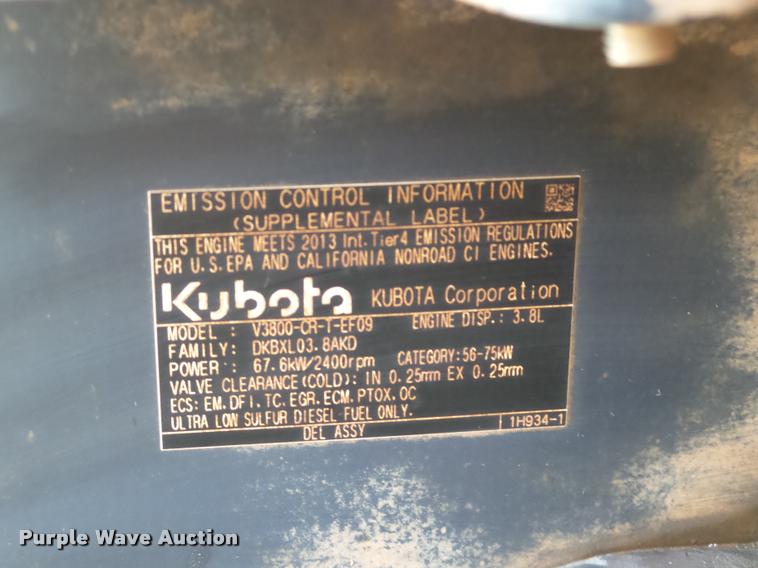 EMISSION CONTROL INFORMATION
(SUPPLEMENTAL LABEL)
THIS ENGINE MEETS 2013 Int. Tier4 EMISSION REGULATIONS
FOR U.S. EPA AND CALIFORNIA NONROAD CI ENGINES.
Kubota KUBOTA Corporation
MODEL : V3800-CR-T-EF09 ENGINE DISP.: 3.8L
FAMILY: DKBXL03.8AKD
POWER : 67.6kW/2400rpm CATEGORY:56-75kW
VALVE CLEARANCE(COLD): IN 0.25mm EX 0.25mm
ECS: EM.DFI.TC.EGR.ECM.PTOX.OC
ULTRA LOW SULFUR DIESEL FUEL ONLY.
DEL ASSY 1H934-1
Purple Wave Auction